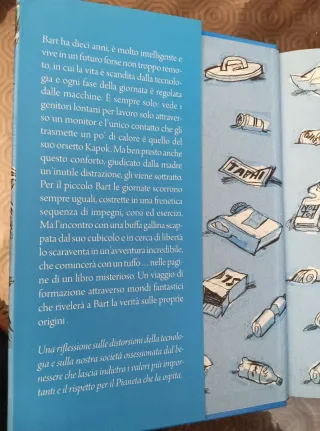 Bart ha dieci anni, è molto intelligente e
vive in un futuro forse non troppo remo-
to, in cui la vita è scandita dalla tecnolo-
gia e ogni fase della giornata è regolata
dalle macchine. È sempre solo: vede i
genitori lontani per lavoro solo attraver-
so un monitor e l'unico contatto che gli
trasmette un po' di calore è quello del
suo orsetto Kapok. Ma ben presto anche
questo conforto, giudicato dalla madre
un'inutile distrazione, gli viene sottratto.
Per il piccolo Bart le giornate scorrono
sempre uguali, costrette in una frenetica
sequenza di impegni, corsi ed esercizi.
Ma l'incontro con una buffa gallina scap-
pata dal suo cubicolo e in cerca di libertà
lo scaraventa in un'avventura incredibile,
che comincerà con un tuffo... nelle pagi-
ne di un libro misterioso. Un viaggio di
formazione attraverso mondi fantastici
che rivelerà a Bart la verità sulle proprie
origini .
Una riflessione sulle distorsioni della tecnolo-
gia e sulla nostra società ossessionata dal be-
nessere che lascia indietro i valori più impor-
tanti e il rispetto per il Pianeta che la ospita.